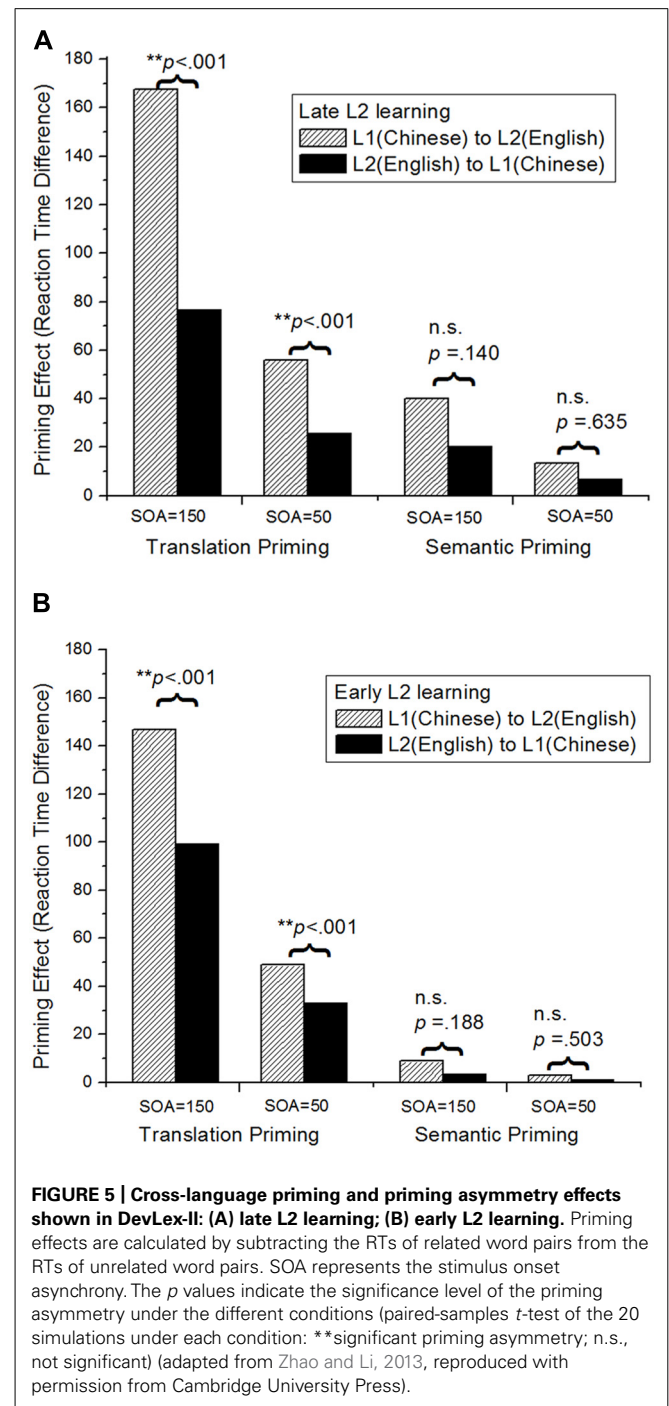 A
180
**p<.001
160
Late L2 learning
L1(Chinese) to L2(English)
140
L2(English) to L1(Chinese)
120
100
80
**p<.001
n.s.
60
p =.140
n.s.
40
p =.635
20
0
SOA=150 SOA=50 SOA=150 SOA=50
Translation Priming Semantic Priming
Priming Effect (Reaction Time Difference)
B
180
**p<.001
160
Early L2 learning
L1(Chinese) to L2(English)
140
L2(English) to L1(Chinese)
120
100
80
**p<.001
60
40
n.s.
p =.188
n.s.
p =.503
20
0
SOA=150 SOA=50 SOA=150 SOA=50
Translation Priming Semantic Priming
Priming Effect (Reaction Time Difference)
FIGURE 5 | Cross-language priming and priming asymmetry effects
shown in DevLex-II: (A) late L2 learning; (B) early L2 learning. Priming
effects are calculated by subtracting the RTs of related word pairs from the
RTs of unrelated word pairs. SOA represents the stimulus onset
asynchrony. The p values indicate the significance level of the priming
asymmetry under the different conditions (paired-samples t-test of the 20
simulations under each condition: **significant priming asymmetry; n.s.,
not significant) (adapted from Zhao and Li, 2013, reproduced with
permission from Cambridge University Press).